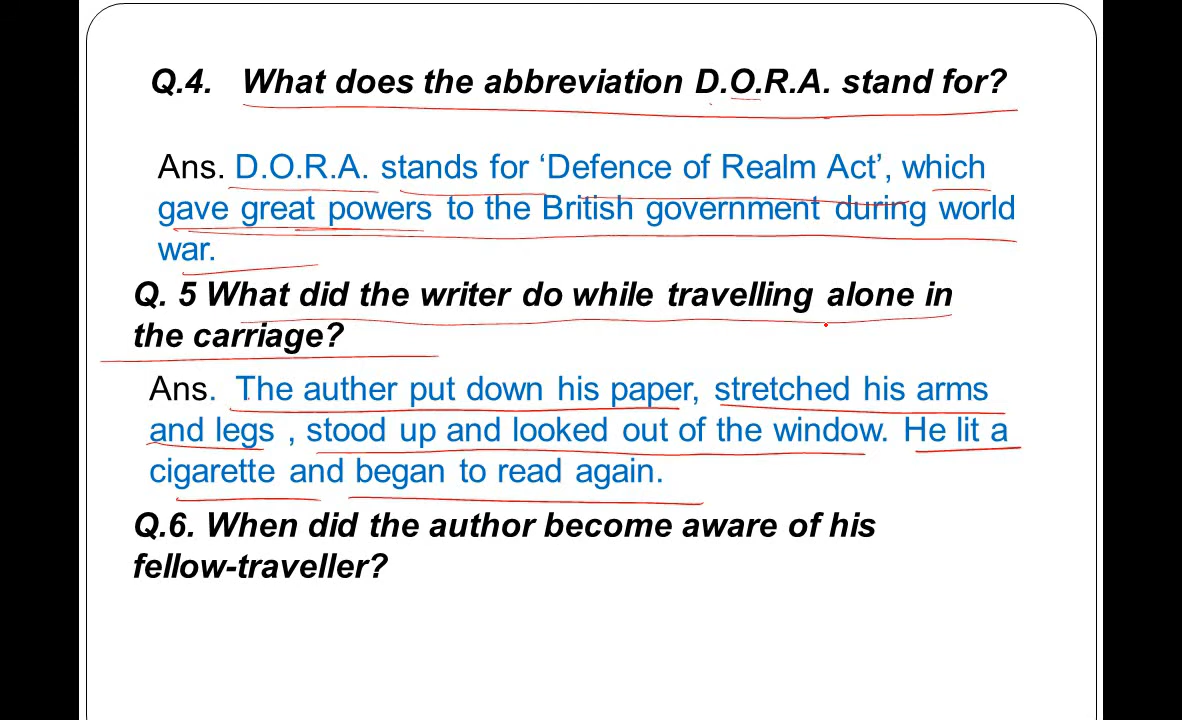 Q.4. What does the abbreviation D.O.R.A. stand for?
Ans. D.O.R.A. stands for ‘Defence of Realm Act’, which
gave great powers to the British government during world
war.
Q. 5 What did the writer do while travelling alone in
the carriage?
Ans. The auther put down his paper, stretched his arms
and legs , stood up and looked out of the window. He lit a
cigarette and began to read again.
Q.6. When did the author become aware of his
fellow-traveller?